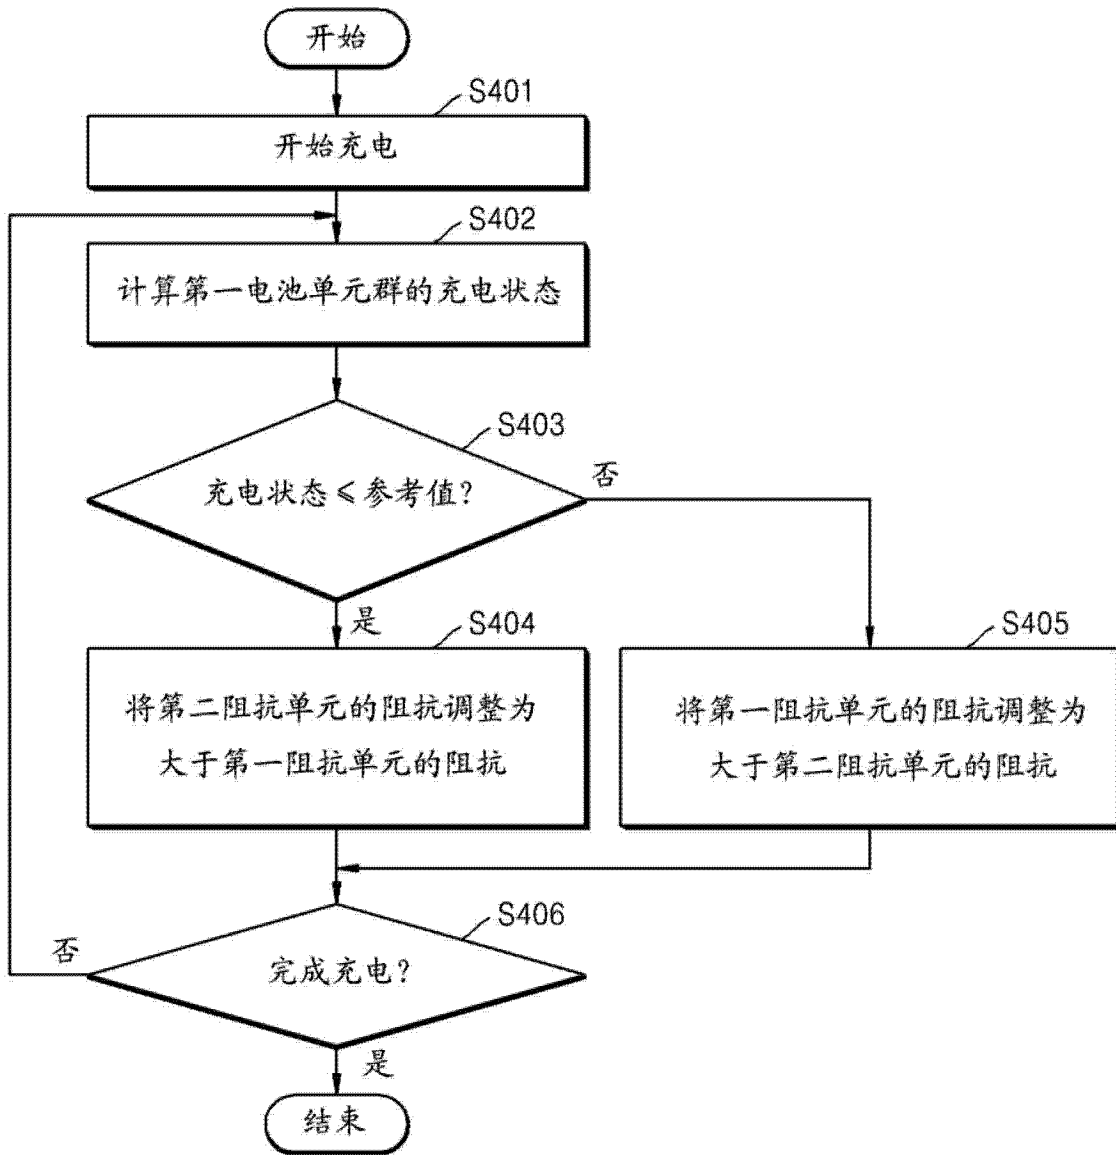 开始
S401
开始充电
S402
计算第一电池单元群的充电状态
S403
充电状态≤参考值?
否
是
S404
将第二阻抗单元的阻抗调整为
大于第一阻抗单元的阻抗
S405
将第一阻抗单元的阻抗调整为
大于第二阻抗单元的阻抗
S406
完成充电?
否
是
结束